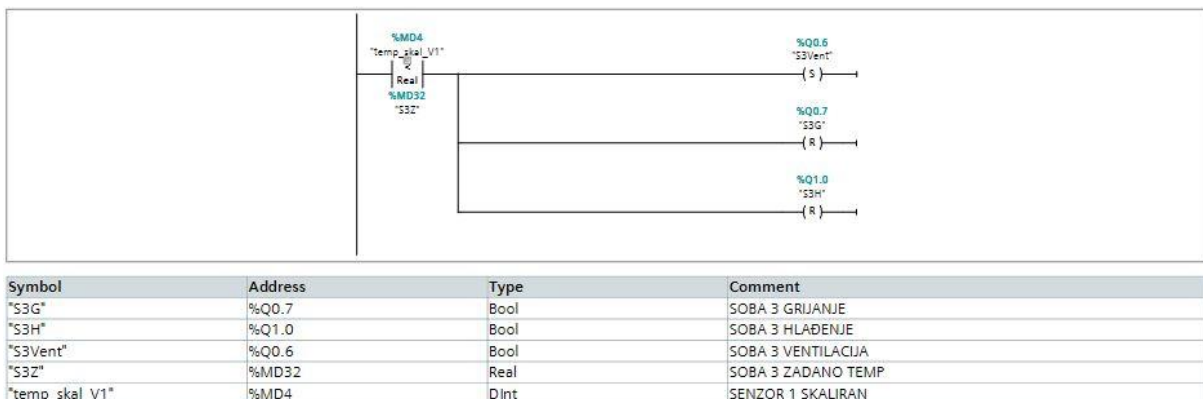 %MD4
"temp_skal_V1"
<
Real
%MD32
"S3Z"
%Q0.6
"S3Vent"
( S )
%Q0.7
"S3G"
( R )
%Q1.0
"S3H"
( R )
Symbol Address Type Comment
"S3G" %Q0.7 Bool SOBA 3 GRIJANJE
"S3H" %Q1.0 Bool SOBA 3 HLAĐENJE
"S3Vent" %Q0.6 Bool SOBA 3 VENTILACIJA
"S3Z" %MD32 Real SOBA 3 ZADANO TEMP
"temp_skal_V1" %MD4 DInt SENZOR 1 SKALIRAN